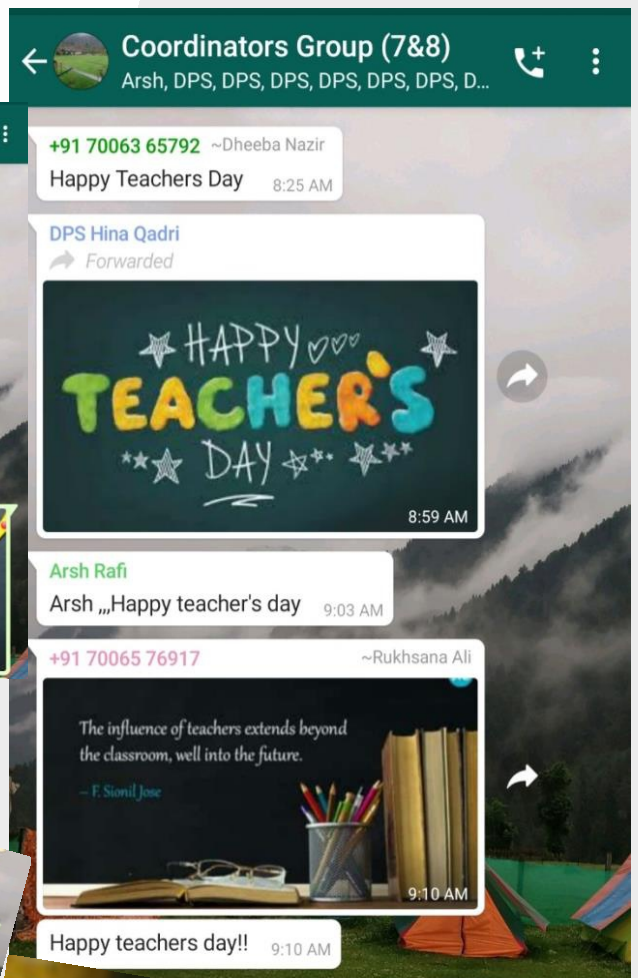 Coordinators Group (7&8)
Arsh, DPS, DPS, DPS, DPS, DPS, DPS, D...
+91 70063 65792 ~Dheeba Nazir
Happy Teachers Day 8:25 AM
DPS Hina Qadri
Forwarded
HAPPY
TEACHER'S
DAY
8:59 AM
Arsh Rafi
Arsh ,,,Happy teacher's day 9:03 AM
+91 70065 76917 ~Rukhsana Ali
The influence of teachers extends beyond
the classroom, well into the future.
– F. Sionil Jose
9:10 AM
Happy teachers day!! 9:10 AM